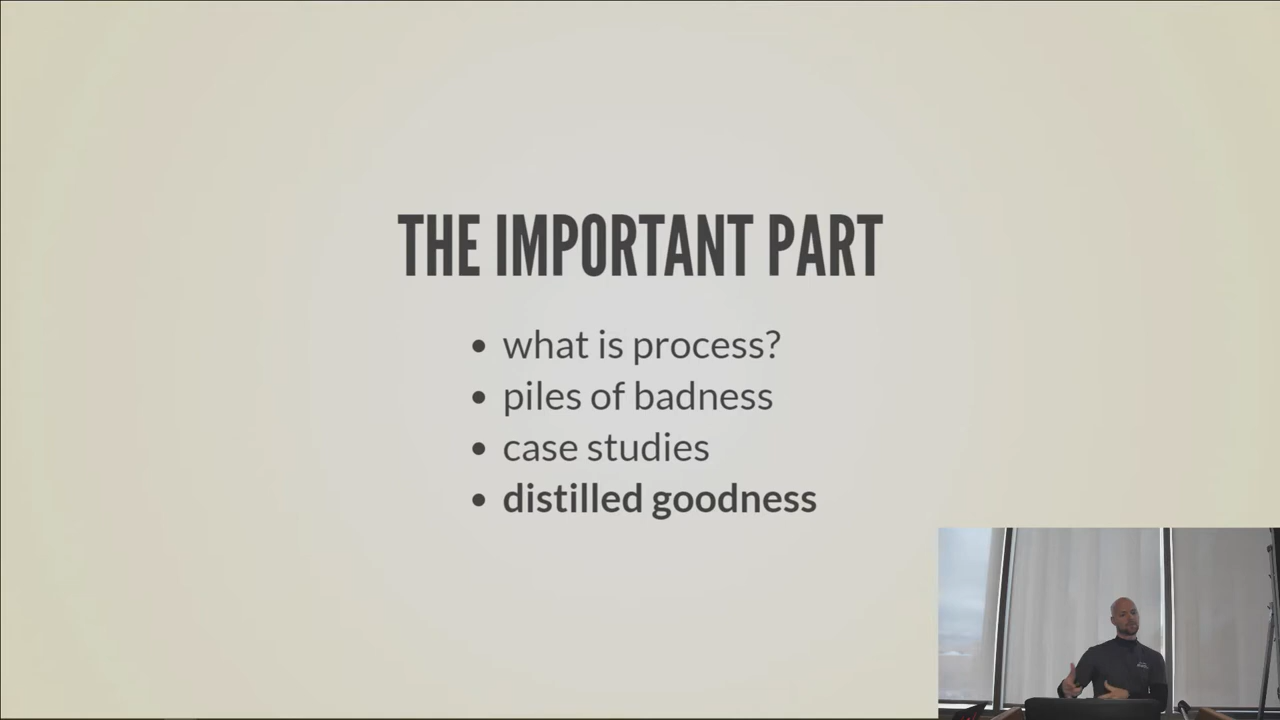 THE IMPORTANT PART
• what is process?
• piles of badness
• case studies
• distilled goodness